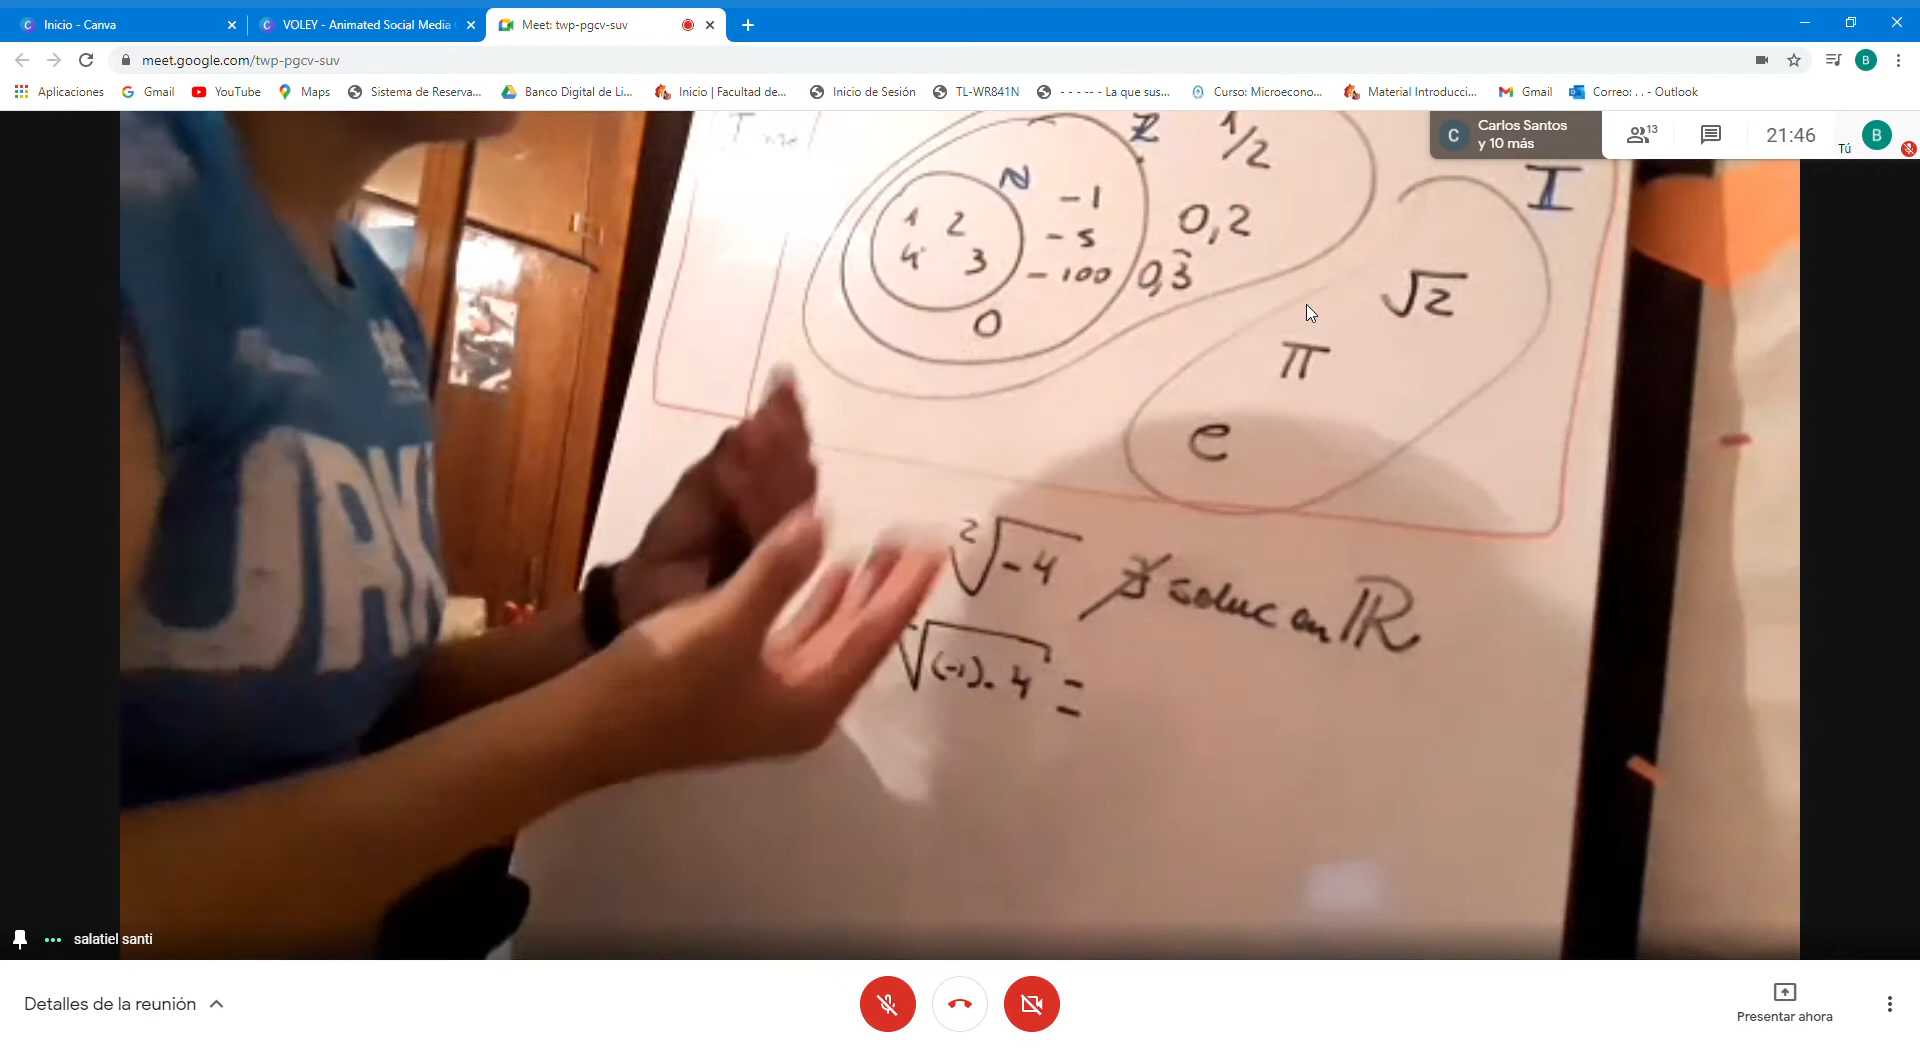 Inicio - Canva
VOLEY - Animated Social Media
Meet: twp-pgcv-suv
meet.google.com/twp-pgcv-suv
B
Aplicaciones
Gmail
YouTube
Maps
Sistema de Reserva...
Banco Digital de Li...
Inicio | Facultad de...
Inicio de Sesión
TL-WR841N
- - - -- - La que sus...
Curso: Microecono...
Material Introducci...
Gmail
Correo: . . - Outlook
C
Carlos Santos
y 10 más
13
21:46
Tú
B
N
Z
I
1 2
4 3
0
-1
-5
-100
1/2
0,2
0,3̂
√2
π
e
²√-4 ∄ soluc en ℝ
√(-1). 4 =
salatiel santi
Detalles de la reunión
Presentar ahora